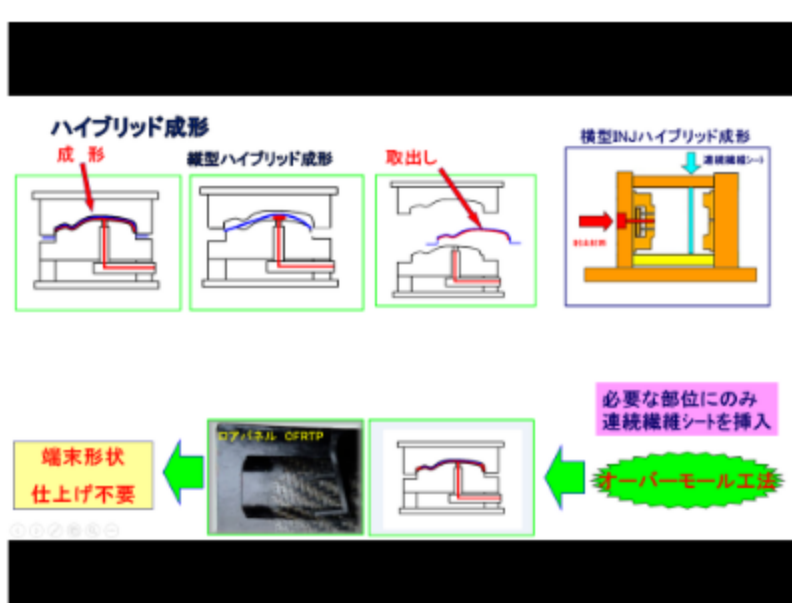 ハイブリッド成形
成 形
縦型ハイブリッド成形
取出し
横型INJハイブリッド成形
連続繊維シート
必要な部位にのみ
連続繊維シートを挿入
オーバーモール工法
ロアパネル CFRTP
端末形状
仕上げ不要